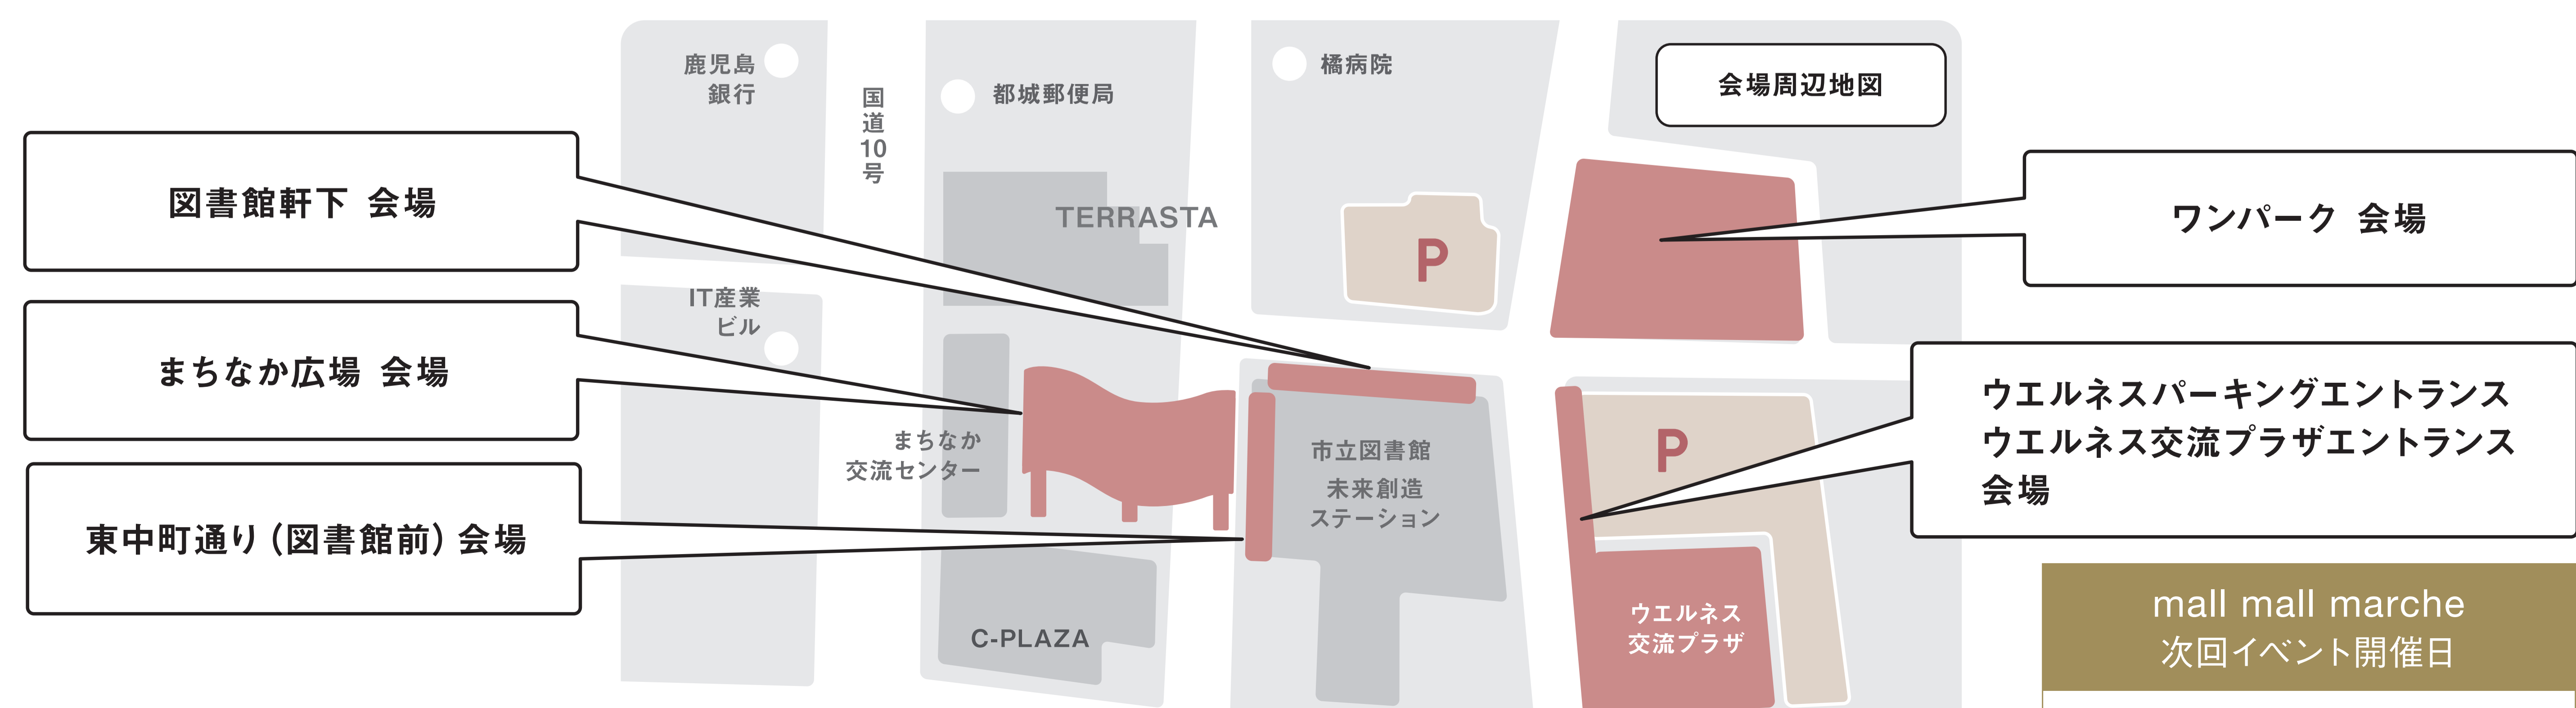 鹿児島
銀行
国道10号
都城郵便局
橘病院
会場周辺地図
図書館軒下 会場
TERRASTA
P
ワンパーク 会場
IT産業
ビル
まちなか広場 会場
まちなか
交流センター
市立図書館
未来創造
ステーション
P
ウエルネスパーキングエントランス
ウエルネス交流プラザエントランス
会場
東中町通り(図書館前)会場
C-PLAZA
ウエルネス
交流プラザ
mall mall marche
次回イベント開催日